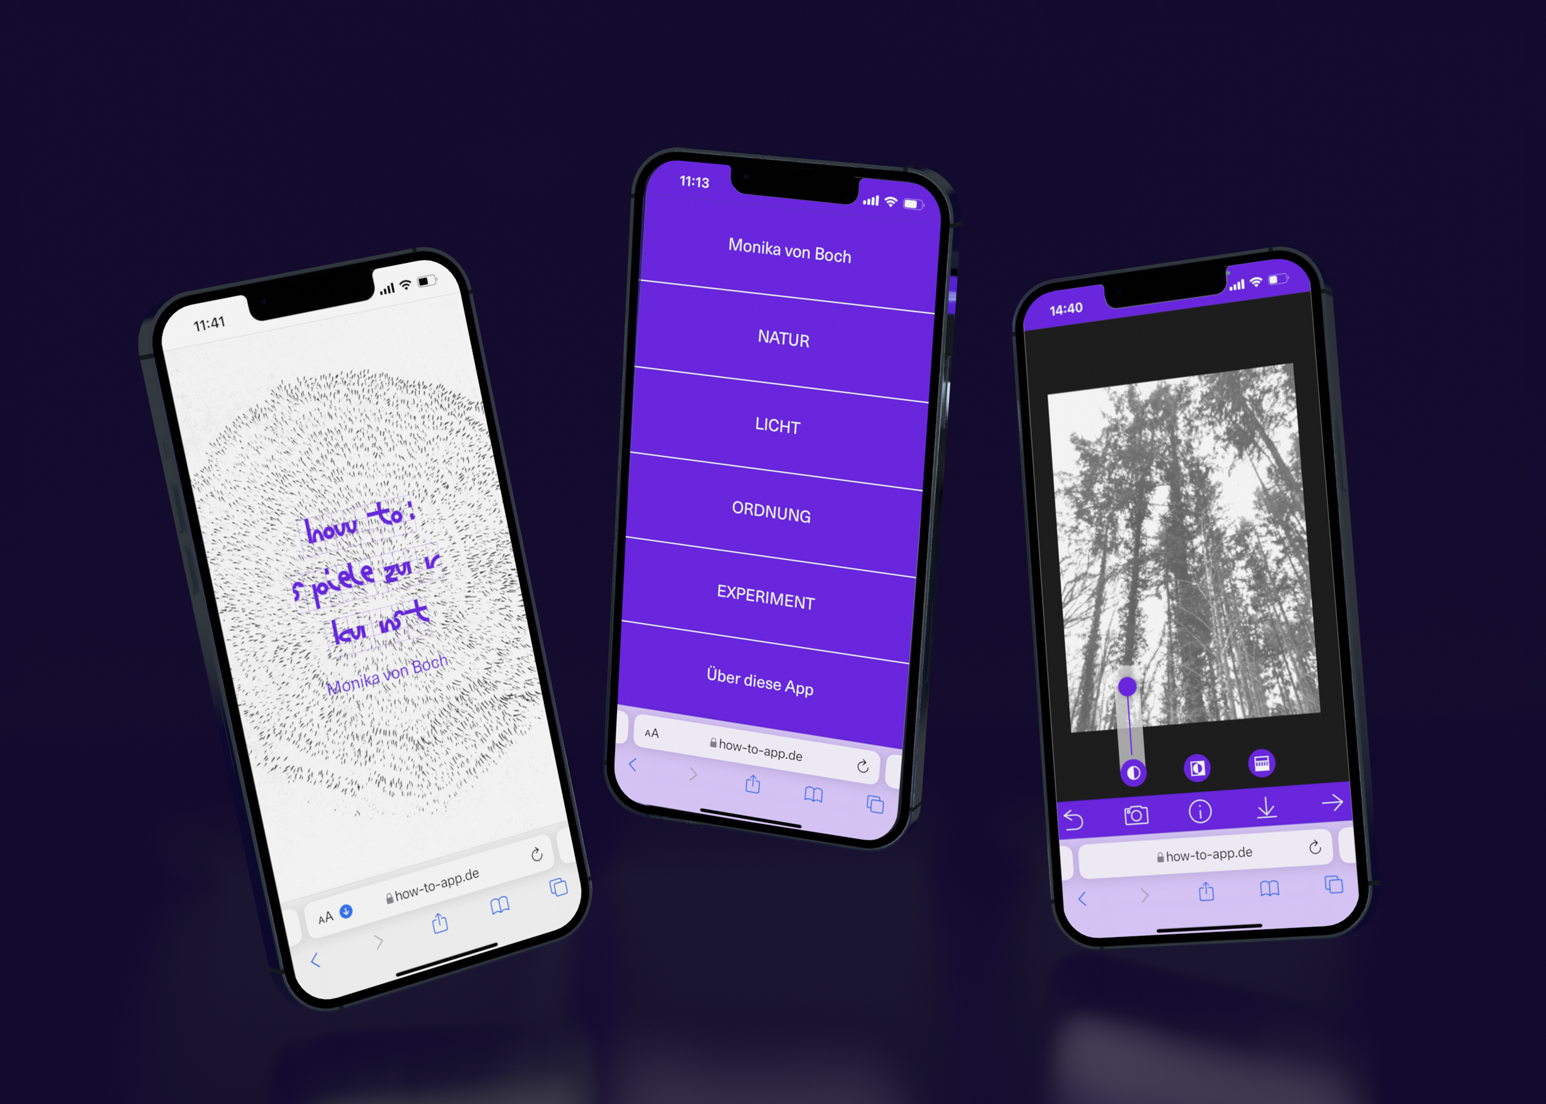 11:41
how to:
spiele zur
kunst
Monika von Boch
AA
how-to-app.de
11:13
Monika von Boch
NATUR
LICHT
ORDNUNG
EXPERIMENT
Über diese App
AA
how-to-app.de
14:40
how-to-app.de